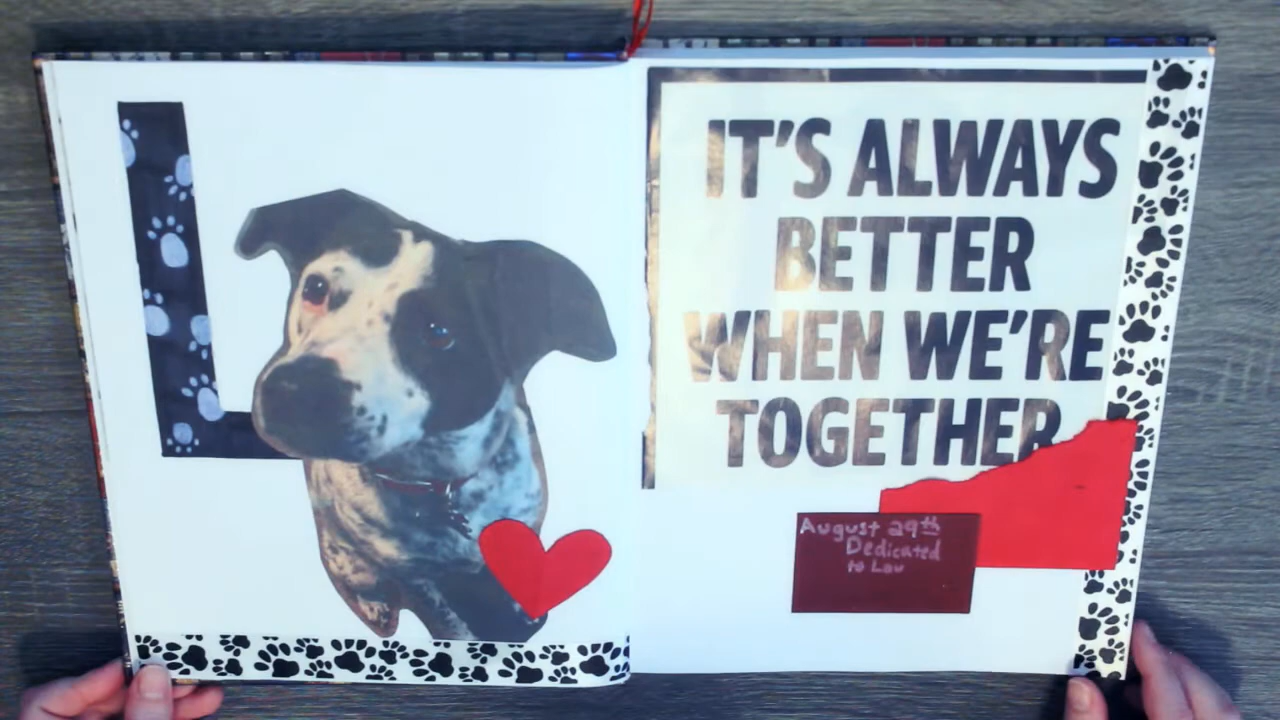 L
IT'S ALWAYS
BETTER
WHEN WE'RE
TOGETHER
August 29th
Dedicated
to Lou